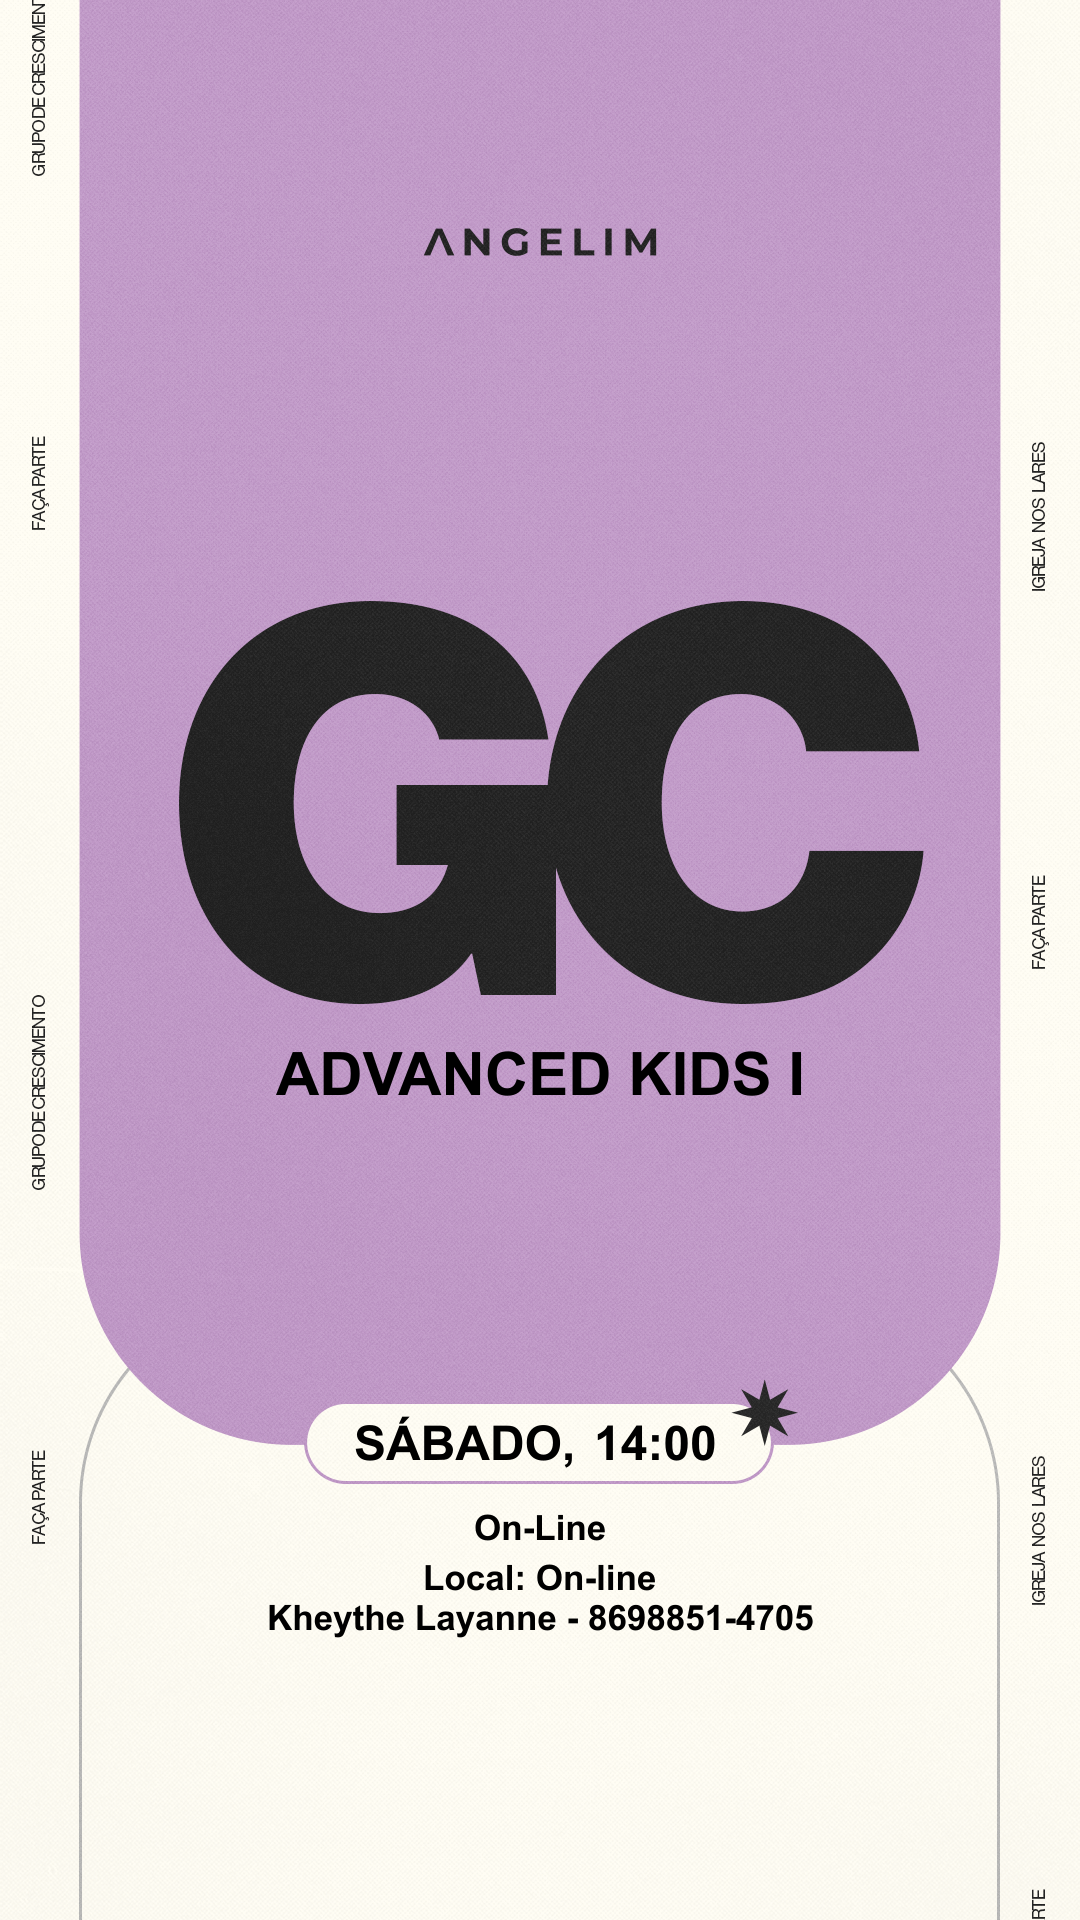 ANGELIM
GC
ADVANCED KIDS I
SÁBADO, 14:00
On-Line
Local: On-line
Kheythe Layanne - 8698851-4705
GRUPO DE CRESCIMENT
FAÇA PARTE
GRUPO DE CRESCIMENTO
FAÇA PARTE
IGREJA NOS LARES
FAÇA PARTE
IGREJA NOS LARES
RTE